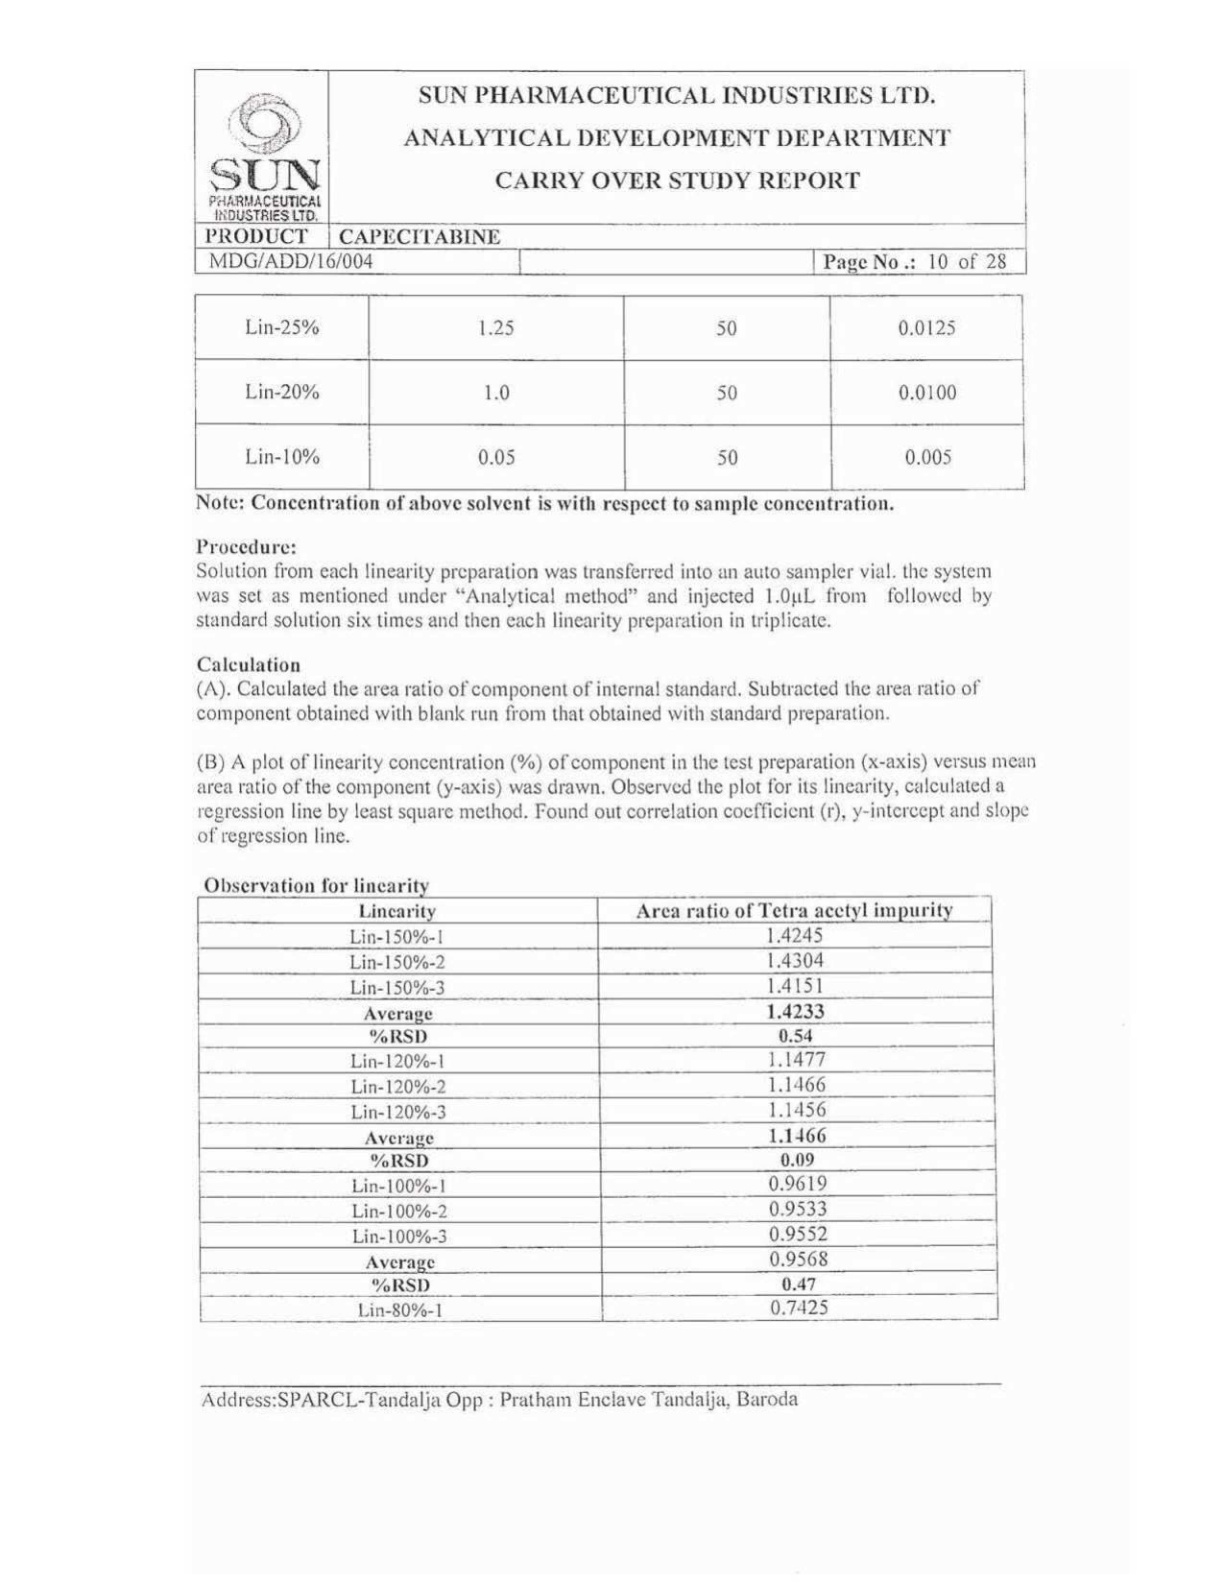 SUN
PHARMACEUTICAL
INDUSTRIES LTD.
SUN PHARMACEUTICAL INDUSTRIES LTD.
ANALYTICAL DEVELOPMENT DEPARTMENT
CARRY OVER STUDY REPORT
PRODUCT CAPECITABINE
MDG/ADD/16/004 Page No .: 10 of 28
Lin-25% 1.25 50 0.0125
Lin-20% 1.0 50 0.0100
Lin-10% 0.05 50 0.005
Note: Concentration of above solvent is with respect to sample concentration.
Procedure:
Solution from each linearity preparation was transferred into an auto sampler vial. the system
was set as mentioned under “Analytical method” and injected 1.0µL from followed by
standard solution six times and then each linearity preparation in triplicate.
Calculation
(A). Calculated the area ratio of component of internal standard. Subtracted the area ratio of
component obtained with blank run from that obtained with standard preparation.
(B) A plot of linearity concentration (%) of component in the test preparation (x-axis) versus mean
area ratio of the component (y-axis) was drawn. Observed the plot for its linearity, calculated a
regression line by least square method. Found out correlation coefficient (r), y-intercept and slope
of regression line.
Observation for linearity
Linearity Area ratio of Tetra acetyl impurity
Lin-150%-1 1.4245
Lin-150%-2 1.4304
Lin-150%-3 1.4151
Average 1.4233
%RSD 0.54
Lin-120%-1 1.1477
Lin-120%-2 1.1466
Lin-120%-3 1.1456
Average 1.1466
%RSD 0.09
Lin-100%-1 0.9619
Lin-100%-2 0.9533
Lin-100%-3 0.9552
Average 0.9568
%RSD 0.47
Lin-80%-1 0.7425
Address:SPARCL-Tandalja Opp : Pratham Enclave Tandalja, Baroda